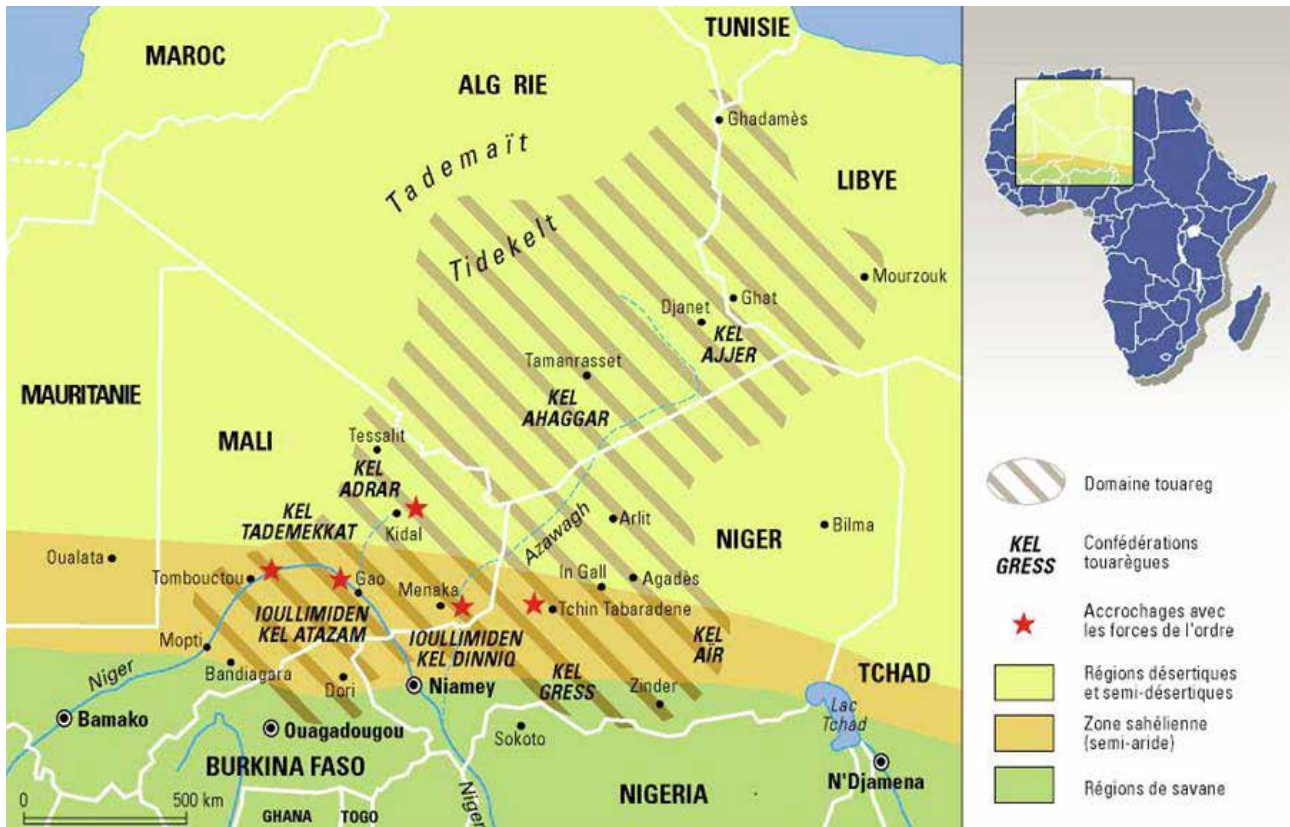 MAROC
TUNISIE
ALG RIE
Ghadamès
Tademaït
LIBYE
Tidekelt
Mourzouk
Ghat
Djanet
KEL
AJJER
Tamanrasset
KEL
AHAGGAR
MAURITANIE
MALI
Tessalit
KEL
ADRAR
KEL
TADEMEKKAT
Kidal
Azawagh
Arlit
NIGER
Bilma
Oualata
Tombouctou
Gao
Menaka
In Gall
Agadès
Tchin Tabaradene
IOULLIMIDEN
KEL ATAZAM
IOULLIMIDEN
KEL DINNIQ
KEL
AÏR
Mopti
Niger
Bandiagara
Dori
Niamey
KEL
GRESS
Zinder
TCHAD
Bamako
Ouagadougou
Sokoto
Lac
Tchad
BURKINA FASO
Niger
NIGERIA
N'Djamena
0
500 km
GHANA
TOGO
Domaine touareg
KEL
GRESS
Confédérations
touarègues
Accrochages avec
les forces de l'ordre
Régions désertiques
et semi-désertiques
Zone sahélienne
(semi-aride)
Régions de savane